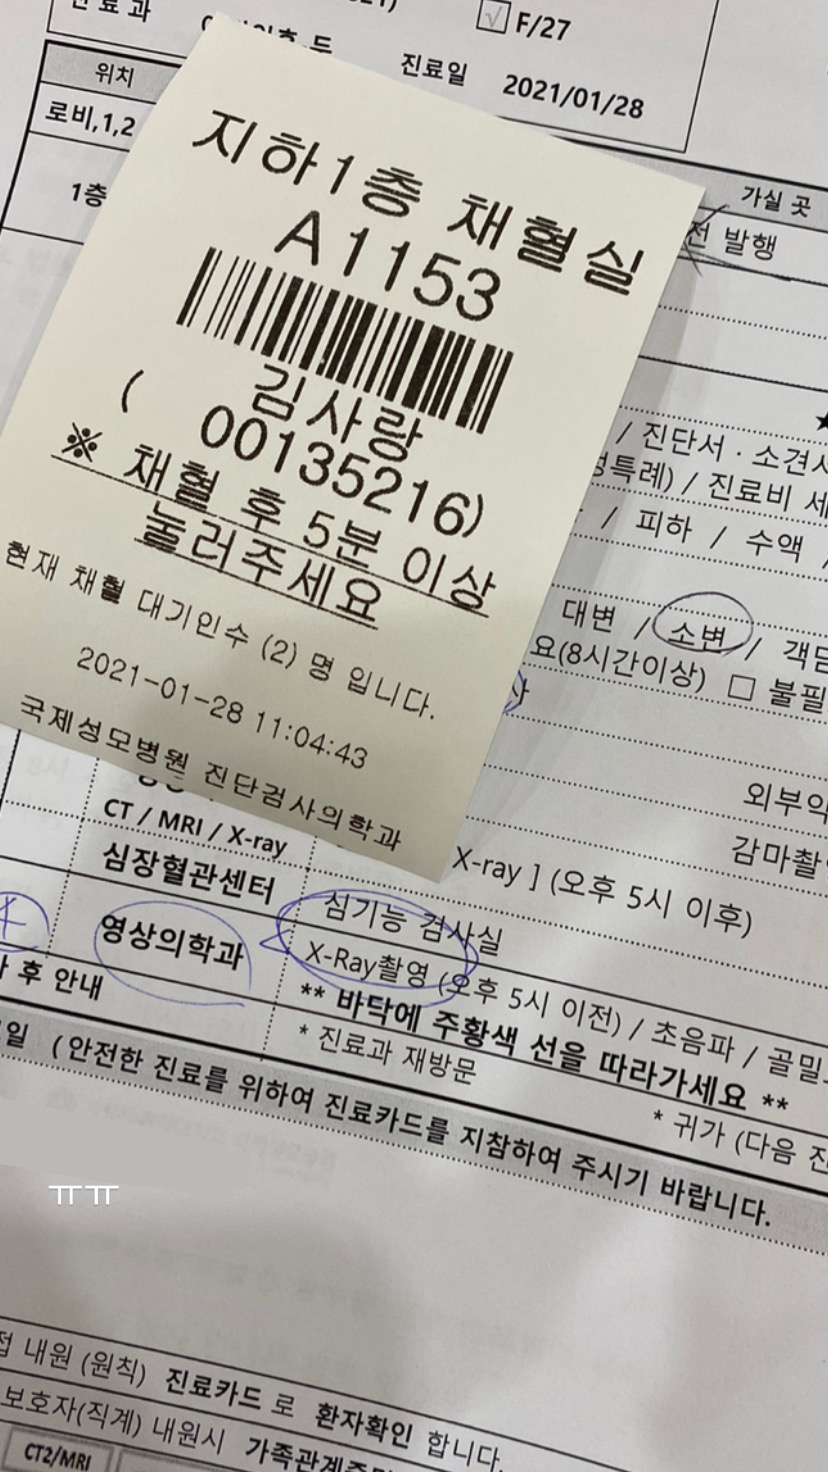 진료과
F/27
진료일 2021/01/28
위치
로비,1,2
1층
가실 곳
전 발행
지하1층 채혈실
A1153
(김사랑
00135216)
※ 채혈 후 5분 이상
눌러주세요
현재 채혈 대기인수 (2) 명 입니다.
2021-01-28 11:04:43
국제성모병원 진단검사의학과
/ 진단서 · 소견서
/ 진료비 세
/ 피하 / 수액 /
대변 / 소변 / 객담
요(8시간이상) □ 불필
외부약
감마촬영
CT / MRI / X-ray
X-ray ] (오후 5시 이후)
심장혈관센터
심기능 검사실
영상의학과
X-Ray촬영 (오후 5시 이전) / 초음파 / 골밀도
** 바닥에 주황색 선을 따라가세요 **
후 안내
* 진료과 재방문
* 귀가 (다음 진
일 (안전한 진료를 위하여 진료카드를 지참하여 주시기 바랍니다.
ㅠㅠ
접 내원 (원칙) 진료카드 로 환자확인 합니다.
보호자(직계) 내원시 가족관계증명
CT2/MRI